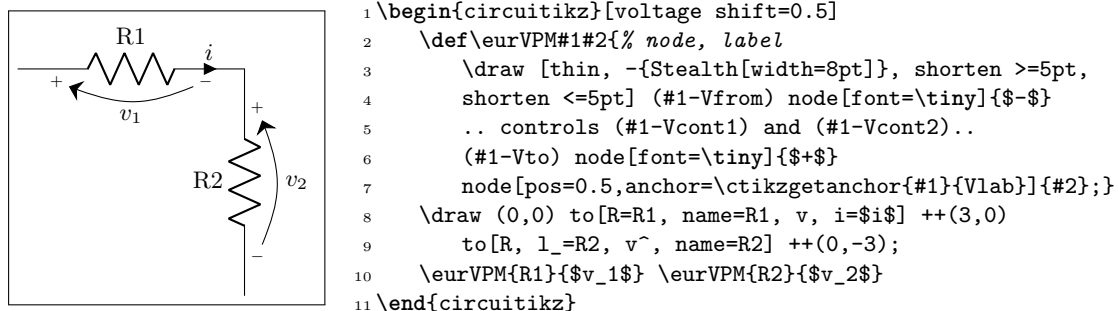 R1
i
+
−
v1
+
R2
v2
−
1 \begin{circuitikz}[voltage shift=0.5]
2 \def\eurVPM#1#2{% node, label
3 \draw [thin, -{Stealth[width=8pt]}, shorten >=5pt,
4 shorten <=5pt] (#1-Vfrom) node[font=\tiny]{$-$}
5 .. controls (#1-Vcont1) and (#1-Vcont2)..
6 (#1-Vto) node[font=\tiny]{$+$}
7 node[pos=0.5,anchor=\ctikzgetanchor{#1}{Vlab}]{#2};}
8 \draw (0,0) to[R=R1, name=R1, v, i=$i$] ++(3,0)
9 to[R, l_=R2, v^, name=R2] ++(0,-3);
10 \eurVPM{R1}{$v_1$} \eurVPM{R2}{$v_2$}
11 \end{circuitikz}